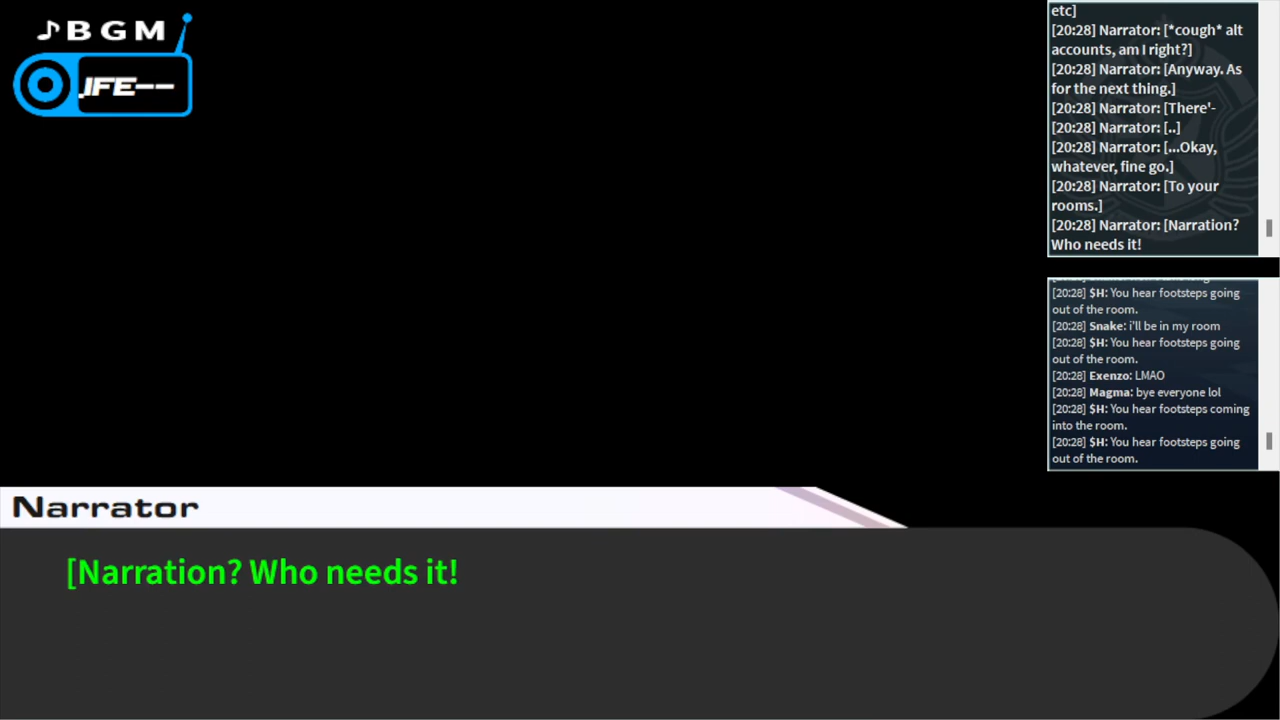 ♪BGM
IFE--
etc]
[20:28] Narrator: [*cough* alt
accounts, am I right?]
[20:28] Narrator: [Anyway. As
for the next thing.]
[20:28] Narrator: [There'-
[20:28] Narrator: [..]
[20:28] Narrator: [...Okay,
whatever, fine go.]
[20:28] Narrator: [To your
rooms.]
[20:28] Narrator: [Narration?
Who needs it!
[20:28] $H: You hear footsteps going
out of the room.
[20:28] Snake: i'll be in my room
[20:28] $H: You hear footsteps going
out of the room.
[20:28] Exenzo: LMAO
[20:28] Magma: bye everyone lol
[20:28] $H: You hear footsteps coming
into the room.
[20:28] $H: You hear footsteps going
out of the room.
Narrator
[Narration? Who needs it!